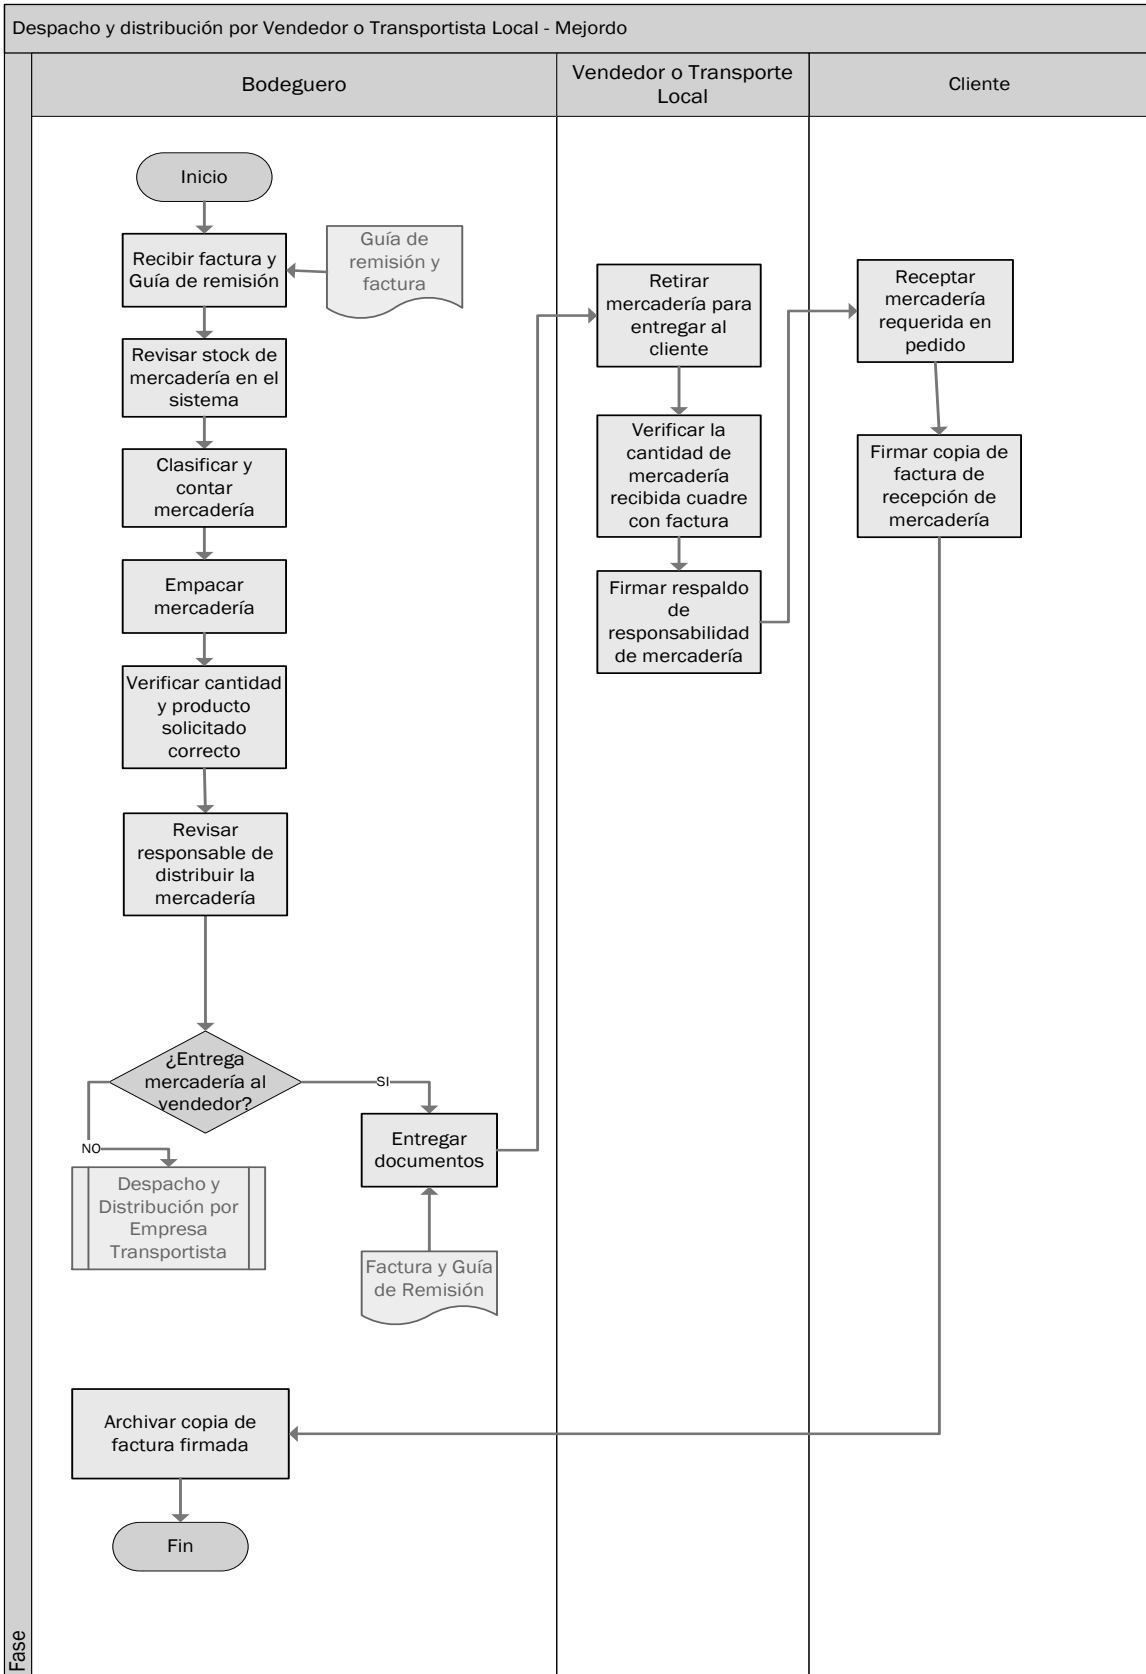 Despacho y distribución por Vendedor o Transportista Local - Mejordo
Bodeguero
Vendedor o Transporte
Local
Cliente
Inicio
Recibir factura y
Guía de remisión
Guía de
remisión y
factura
Revisar stock de
mercadería en el
sistema
Clasificar y
contar
mercadería
Empacar
mercadería
Verificar cantidad
y producto
solicitado
correcto
Revisar
responsable de
distribuir la
mercadería
¿Entrega
mercadería al
vendedor?
SI
NO
Despacho y
Distribución por
Empresa
Transportista
Entregar
documentos
Factura y Guía
de Remisión
Retirar
mercadería para
entregar al
cliente
Verificar la
cantidad de
mercadería
recibida cuadre
con factura
Firmar respaldo
de
responsabilidad
de mercadería
Receptar
mercadería
requerida en
pedido
Firmar copia de
factura de
recepción de
mercadería
Archivar copia de
factura firmada
Fin
Fase